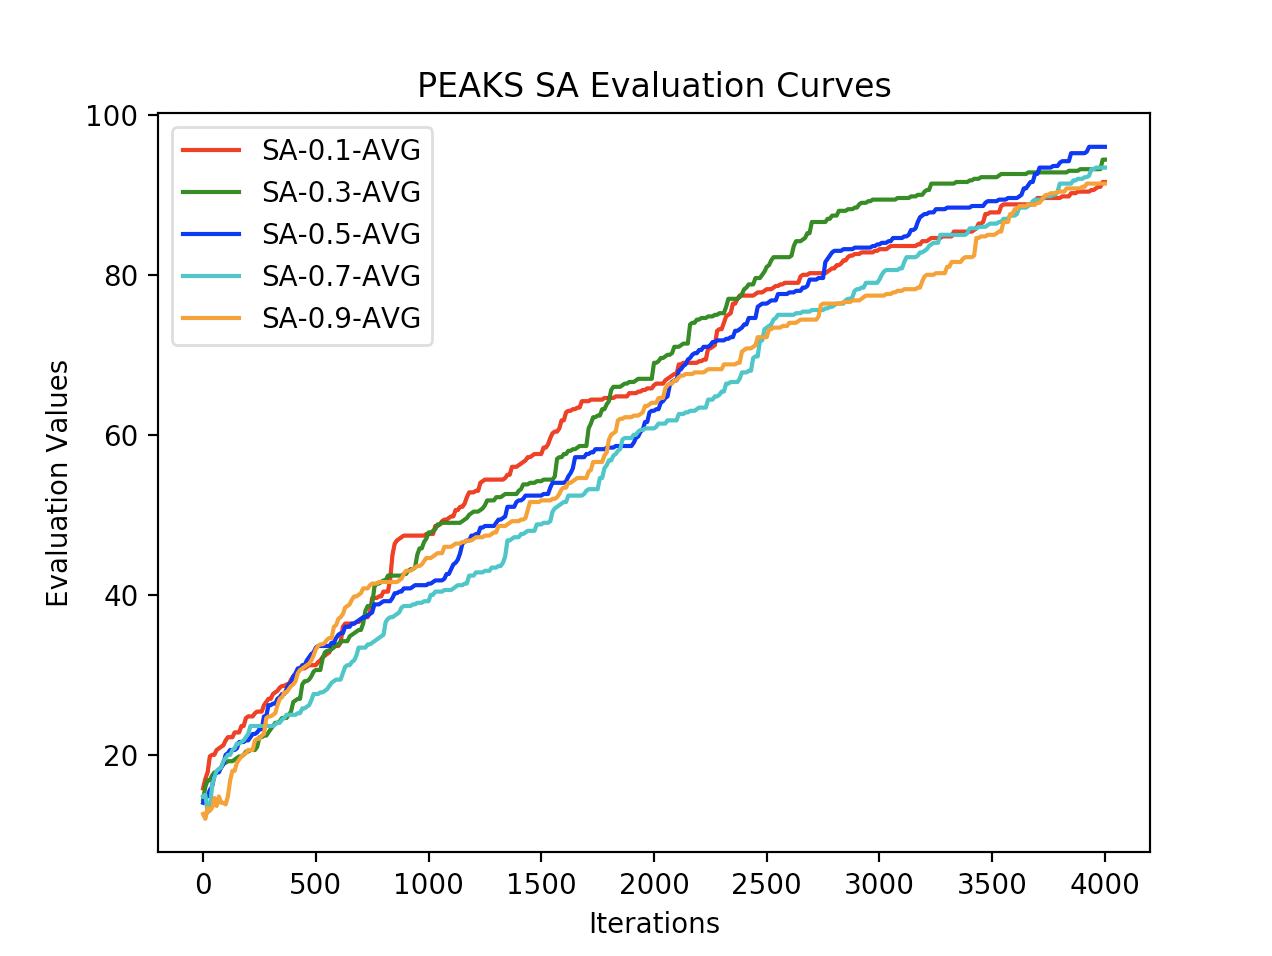 PEAKS SA Evaluation Curves
100
80
60
40
20
Evaluation Values
SA-0.1-AVG
SA-0.3-AVG
SA-0.5-AVG
SA-0.7-AVG
SA-0.9-AVG
0 500 1000 1500 2000 2500 3000 3500 4000
Iterations